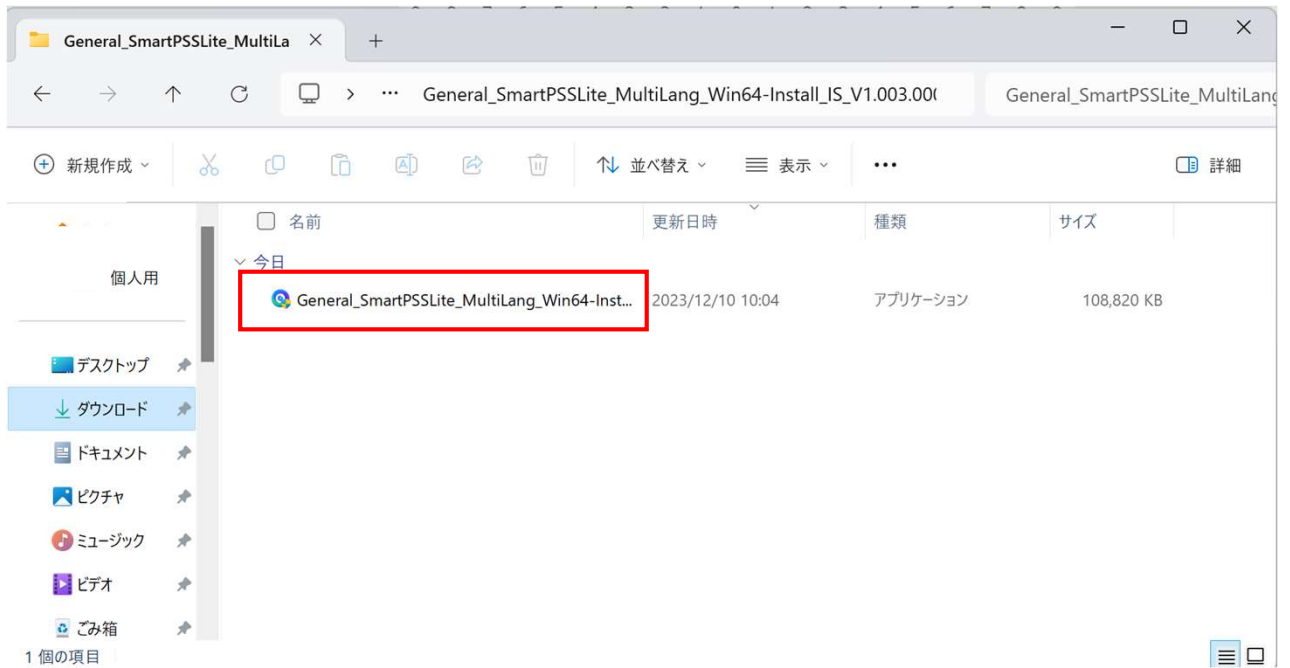 General_SmartPSSLite_MultiLa
General_SmartPSSLite_MultiLang_Win64-Install_IS_V1.003.00
General_SmartPSSLite_MultiLang
新規作成
並べ替え
表示
詳細
名前 更新日時 種類 サイズ
今日
個人用
General_SmartPSSLite_MultiLang_Win64-Inst... 2023/12/10 10:04 アプリケーション 108,820 KB
デスクトップ
ダウンロード
ドキュメント
ピクチャ
ミュージック
ビデオ
ごみ箱
1 個の項目